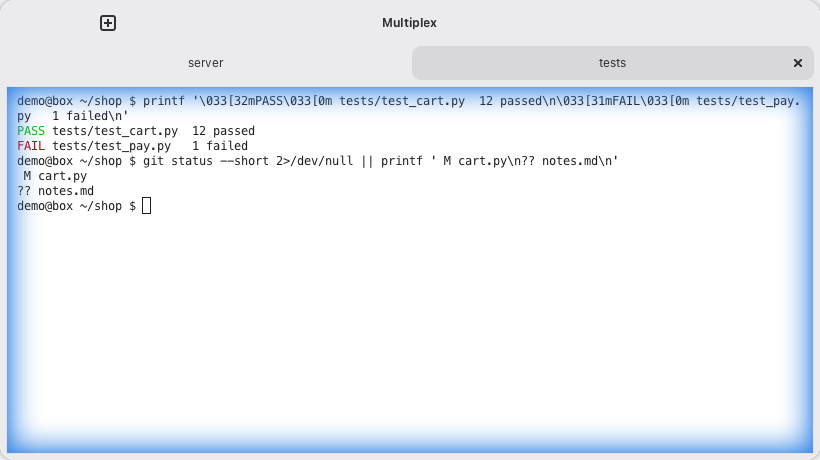 Multiplex
server
tests
demo@box ~/shop $ printf '\033[32mPASS\033[0m tests/test_cart.py  12 passed\n\033[31mFAIL\033[0m tests/test_pay.
py   1 failed\n'
PASS tests/test_cart.py  12 passed
FAIL tests/test_pay.py   1 failed
demo@box ~/shop $ git status --short 2>/dev/null || printf ' M cart.py\n?? notes.md\n'
 M cart.py
?? notes.md
demo@box ~/shop $